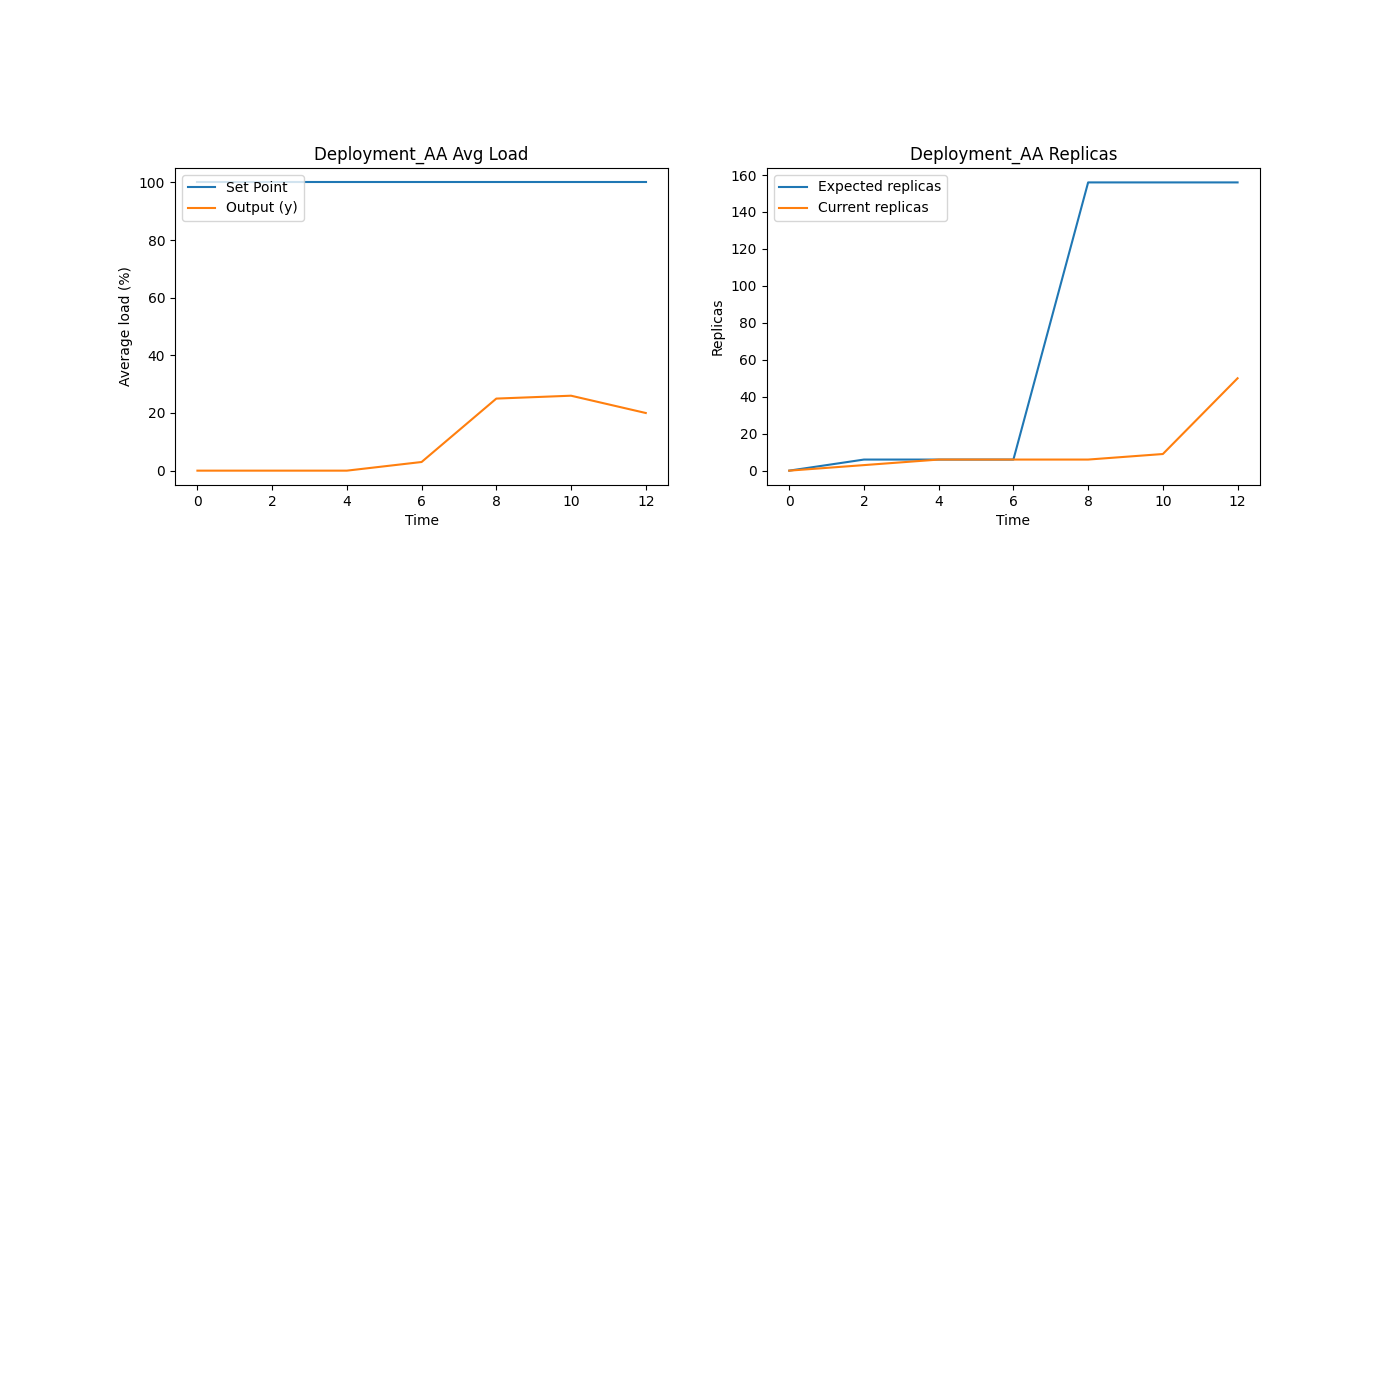 Deployment_AA Avg Load
Set Point
Output (y)
100
80
60
40
20
0
Average load (%)
0 2 4 6 8 10 12
Time
Deployment_AA Replicas
Expected replicas
Current replicas
160
140
120
100
80
60
40
20
0
Replicas
0 2 4 6 8 10 12
Time